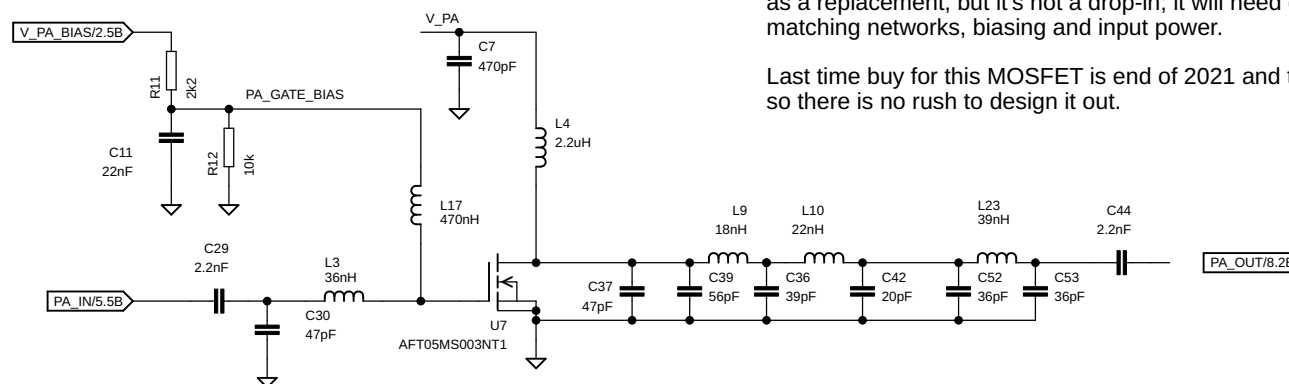 as a replacement, but it's not a drop-in; it will need
matching networks, biasing and input power.
Last time buy for this MOSFET is end of 2021 and
so there is no rush to design it out.
V_PA_BIAS/2.5B
V_PA
C7
470pF
R11
2k2
PA_GATE_BIAS
C11
22nF
R12
10k
L4
2.2uH
L17
470nH
C29
2.2nF
L3
36nH
PA_IN/5.5B
C30
47pF
U7
AFT05MS003NT1
L9
18nH
L10
22nH
L23
39nH
C44
2.2nF
C37
47pF
C39
56pF
C36
39pF
C42
20pF
C52
36pF
C53
36pF
PA_OUT/8.2B